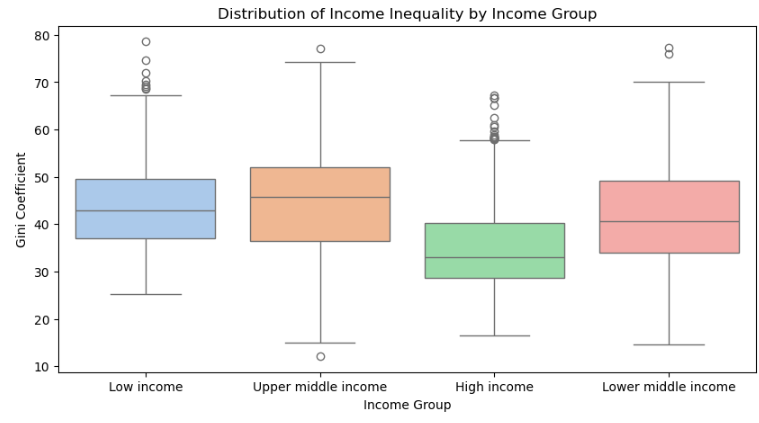 Distribution of Income Inequality by Income Group
80
70
60
50
40
30
20
10
Gini Coefficient
Low income
Upper middle income
High income
Lower middle income
Income Group